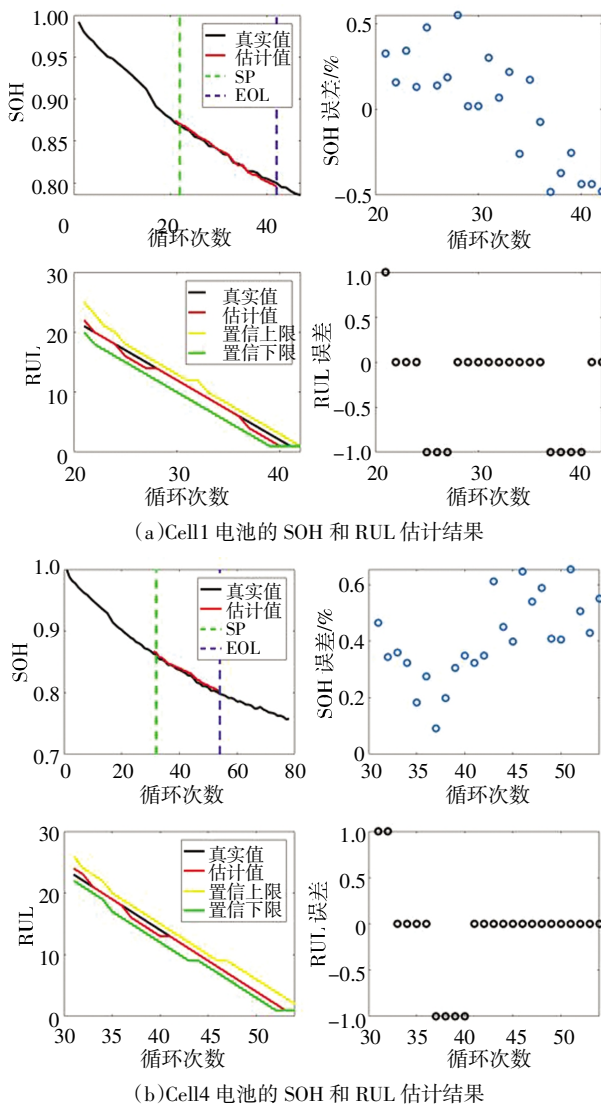 1.00
0.95
0.90
0.85
0.80
SOH
真实值
估计值
SP
EOL
0
20
40
循环次数
0.5
0
-0.5
SOH 误差/%
20
30
40
循环次数
30
20
10
0
RUL
真实值
估计值
置信上限
置信下限
20
30
40
循环次数
1.0
0.5
0
-0.5
-1.0
RUL 误差
20
30
40
循环次数
(a)Cell1 电池的 SOH 和 RUL 估计结果
1.0
0.9
0.8
0.7
SOH
真实值
估计值
SP
EOL
0
20
40
60
80
循环次数
0.6
0.4
0.2
0
SOH 误差/%
30
35
40
45
50
循环次数
30
20
10
0
RUL
真实值
估计值
置信上限
置信下限
30
35
40
45
50
循环次数
1.0
0.5
0
-0.5
-1.0
RUL 误差
30
35
40
45
50
循环次数
(b)Cell4 电池的 SOH 和 RUL 估计结果